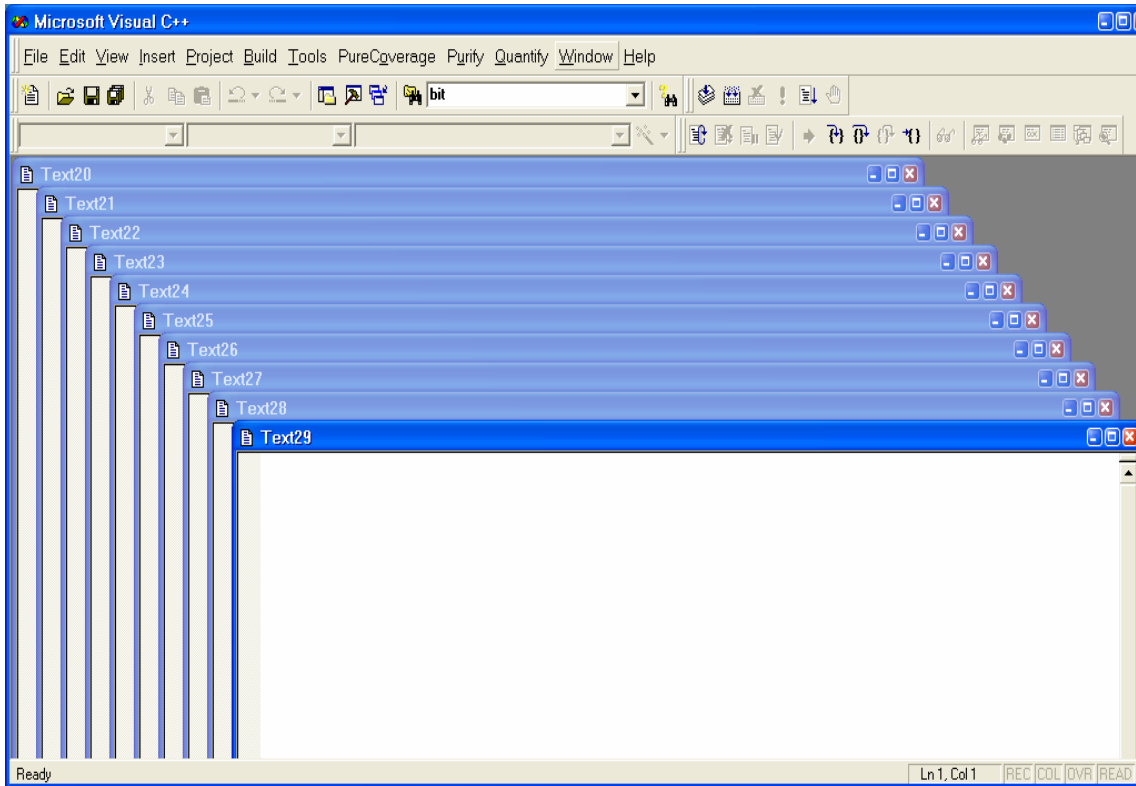 Microsoft Visual C++
File Edit View Insert Project Build Tools PureCoverage Purify Quantify Window Help
bit
Text20
Text21
Text22
Text23
Text24
Text25
Text26
Text27
Text28
Text29
Ready Ln 1, Col 1 REC COL OVR READ